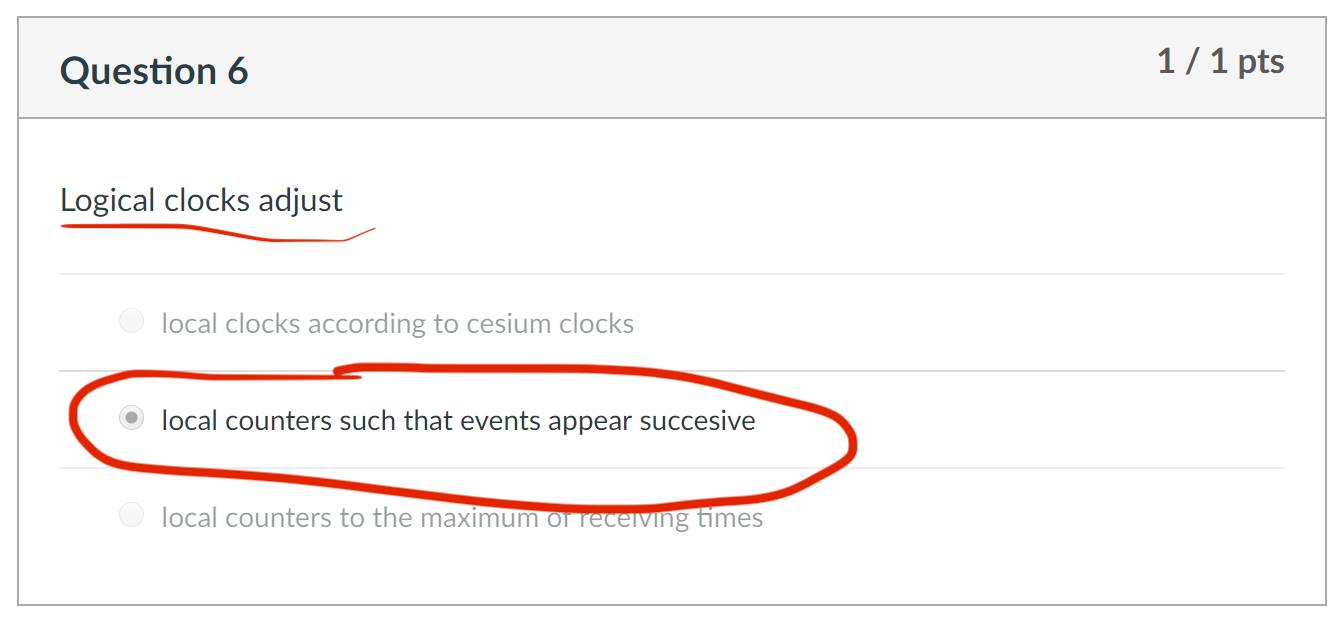 Question 6
1 / 1 pts
Logical clocks adjust
local clocks according to cesium clocks
local counters such that events appear succesive
local counters to the maximum of receiving times